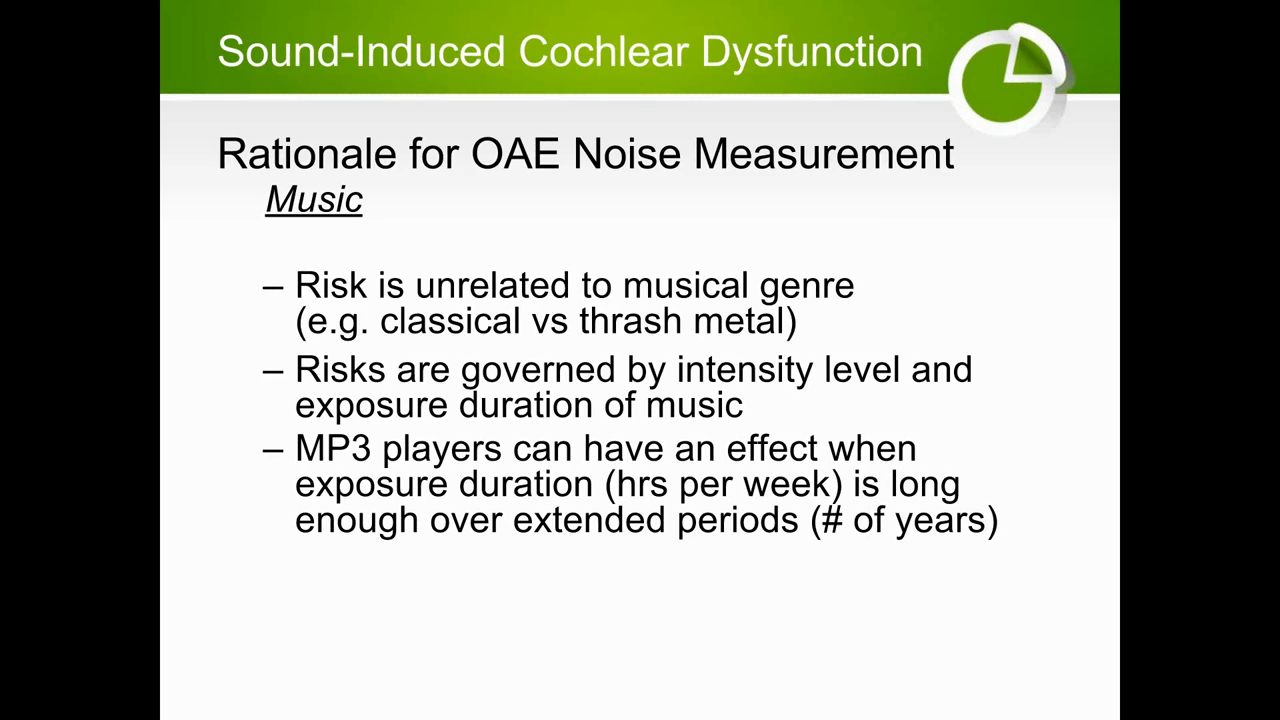 Sound-Induced Cochlear Dysfunction
Rationale for OAE Noise Measurement
Music
– Risk is unrelated to musical genre
(e.g. classical vs thrash metal)
– Risks are governed by intensity level and
exposure duration of music
– MP3 players can have an effect when
exposure duration (hrs per week) is long
enough over extended periods (# of years)